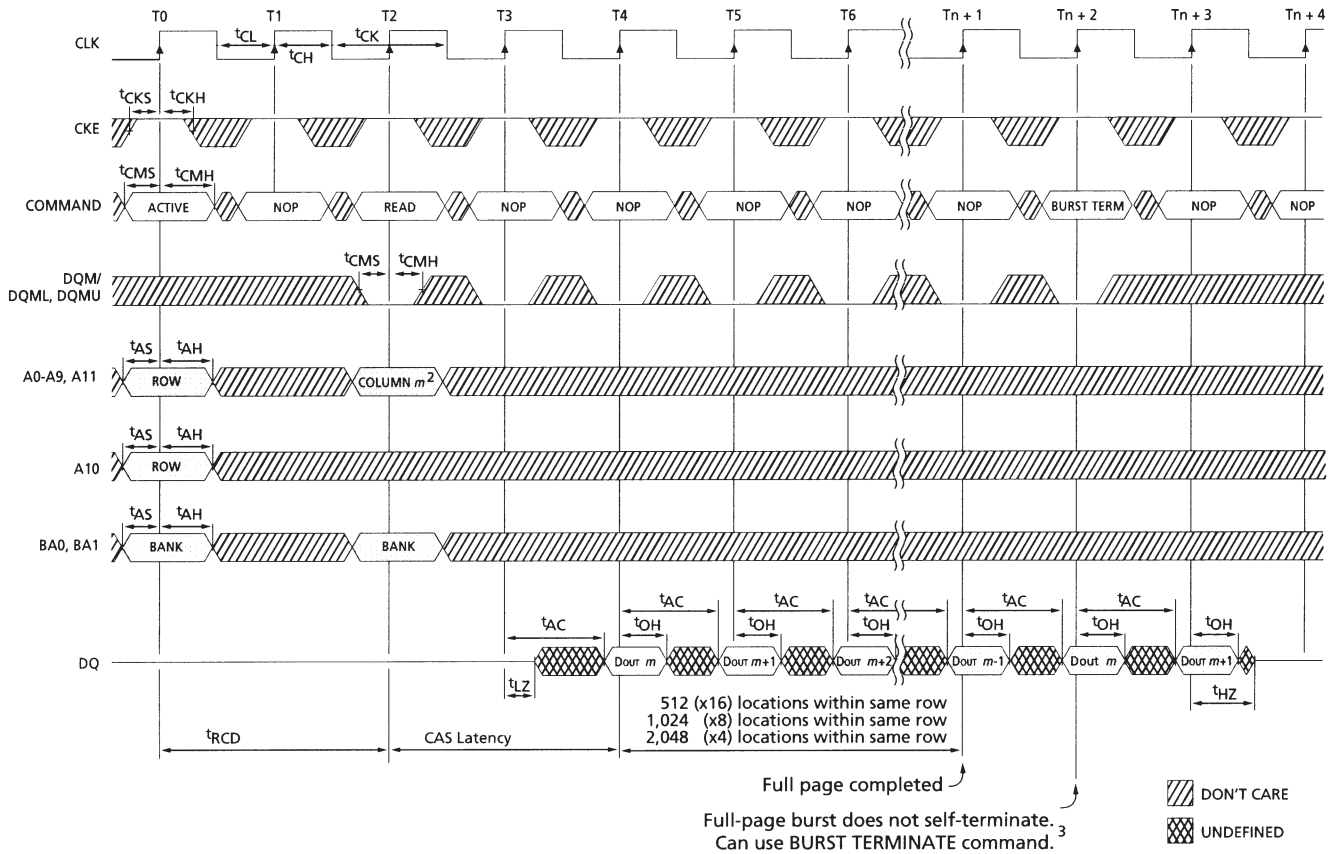 T0 T1 T2 T3 T4 T5 T6 Tn + 1 Tn + 2 Tn + 3 Tn + 4
CLK tCL tCH tCK
tCKS tCKH
CKE
tCMS tCMH
COMMAND ACTIVE NOP READ NOP NOP NOP NOP NOP BURST TERM NOP NOP
DQM/
DQML, DQMU
tCMS tCMH
tAS tAH
A0-A9, A11 ROW COLUMN m2
tAS tAH
A10 ROW
tAS tAH
BA0, BA1 BANK BANK
tAC tAC tAC tAC tAC tAC
tOH tOH tOH tOH tOH tOH
DQ DOUT m DOUT m+1 DOUT m+2 DOUT m-1 Dout m DOUT m+1
tLZ tHZ
512 (x16) locations within same row
1,024 (x8) locations within same row
2,048 (x4) locations within same row
tRCD CAS Latency
Full page completed
Full-page burst does not self-terminate.
Can use BURST TERMINATE command. 3
DON'T CARE
UNDEFINED